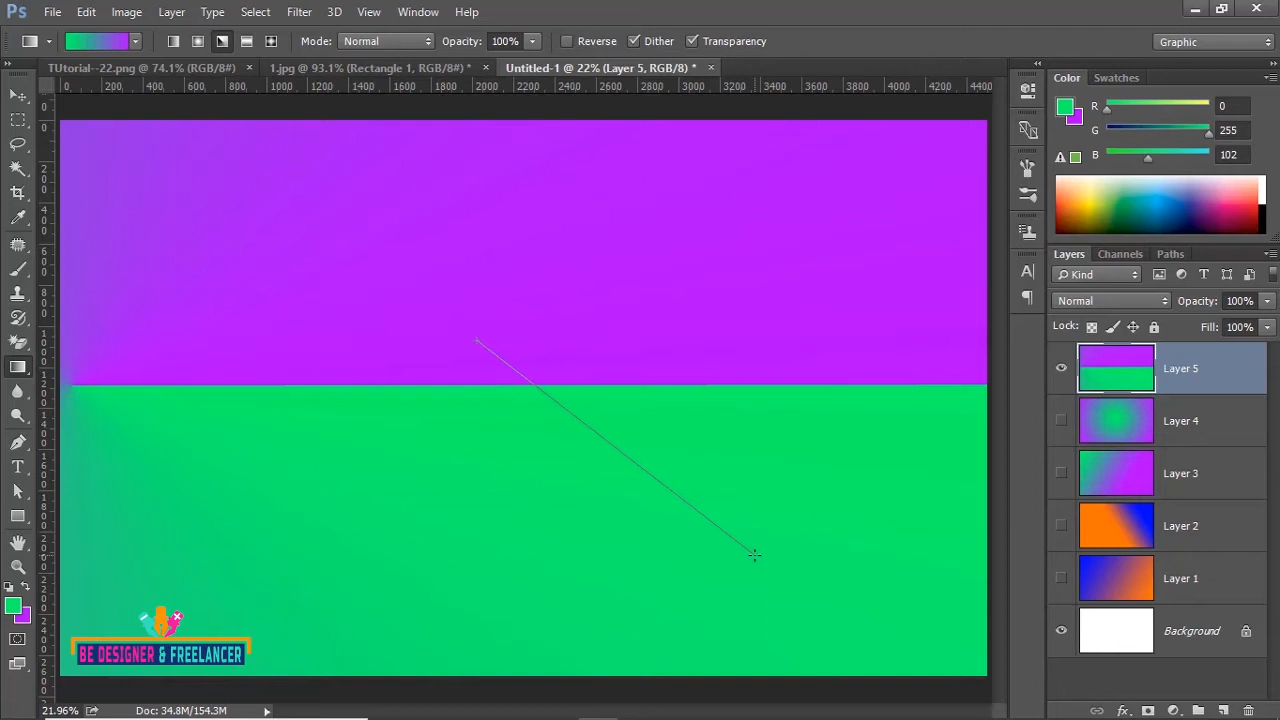 Ps File Edit Image Layer Type Select Filter 3D View Window Help
Mode: Normal Opacity: 100% Reverse Dither Transparency Graphic
TUtorial--22.png @ 74.1% (RGB/8#) × 1.jpg @ 93.1% (Rectangle 1, RGB/8#) * × Untitled-1 @ 22% (Layer 5, RGB/8) * ×
0 200 400 600 800 1000 1200 1400 1600 1800 2000 2200 2400 2600 2800 3000 3200 3400 3600 3800 4000 4200 4400
Color Swatches
R 0
G 255
B 102
Layers Channels Paths
Kind
Normal Opacity: 100%
Lock: Fill: 100%
Layer 5
Layer 4
Layer 3
Layer 2
Layer 1
Background
BE DESIGNER & FREELANCER
21.96% Doc: 34.8M/154.3M